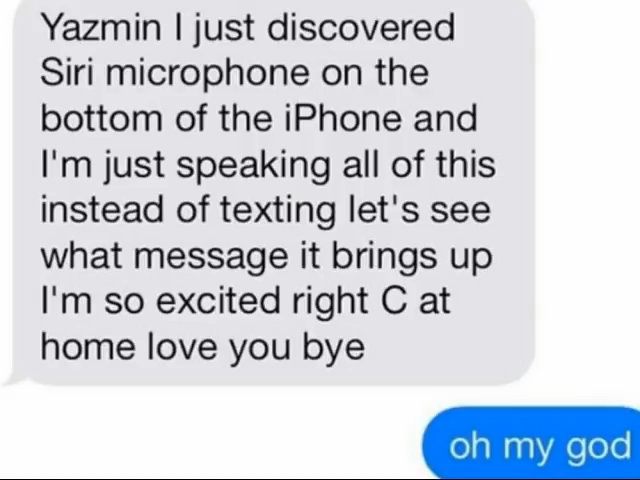 Yazmin I just discovered
Siri microphone on the
bottom of the iPhone and
I'm just speaking all of this
instead of texting let's see
what message it brings up
I'm so excited right C at
home love you bye
oh my god